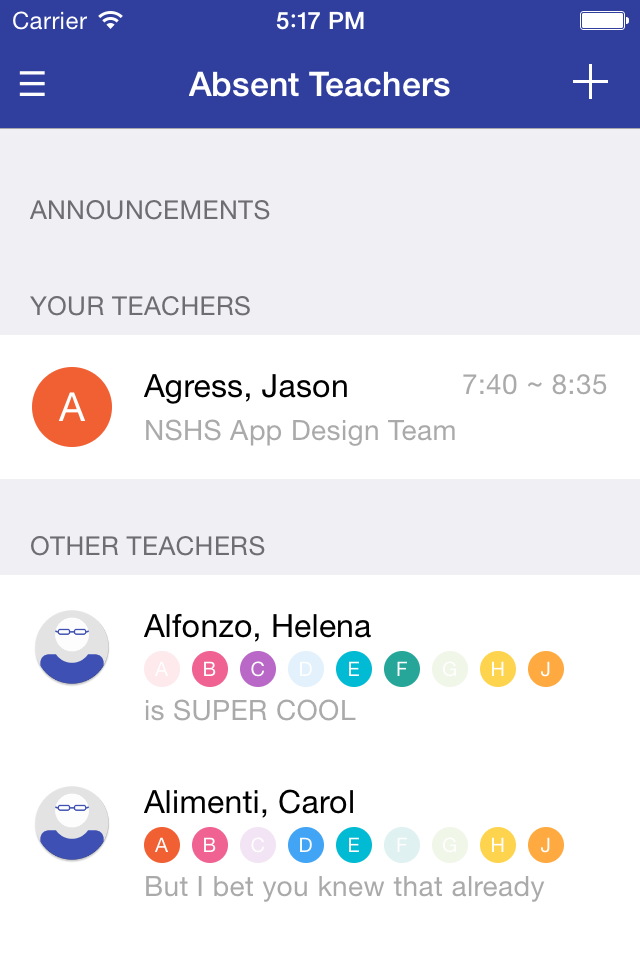 Carrier 5:17 PM
☰ Absent Teachers +
ANNOUNCEMENTS
YOUR TEACHERS
A Agress, Jason 7:40 ~ 8:35
NSHS App Design Team
OTHER TEACHERS
Alfonzo, Helena
A B C D E F G H J
is SUPER COOL
Alimenti, Carol
A B C D E F G H J
But I bet you knew that already